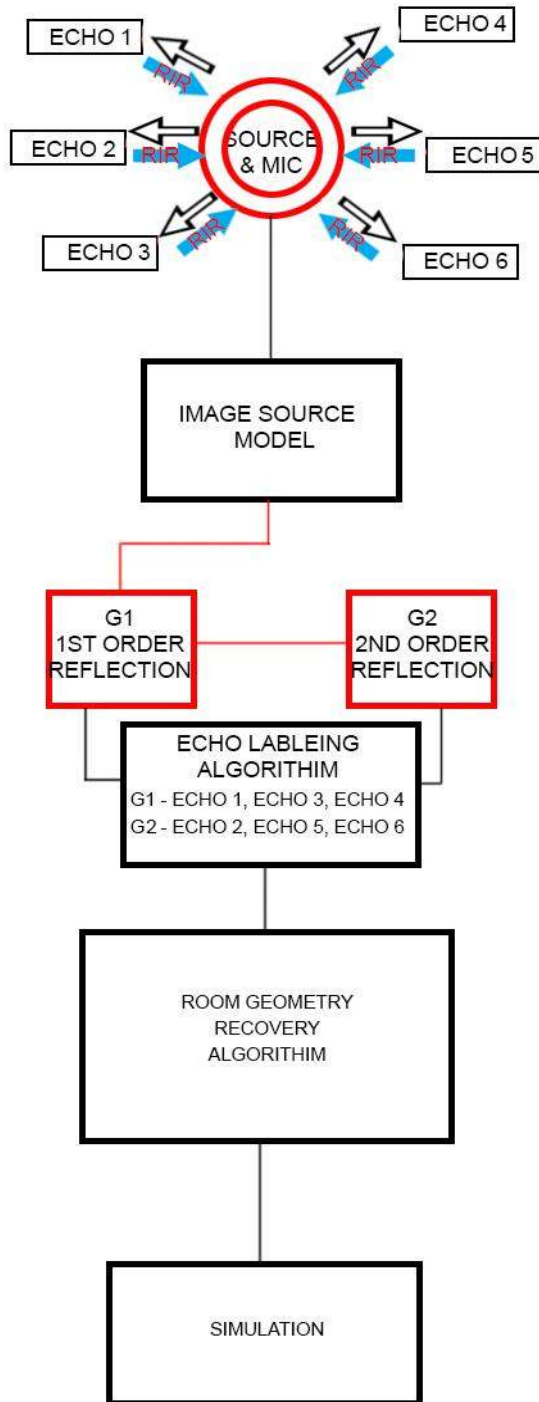 ECHO 1
ECHO 4
RIR
RIR
SOURCE
& MIC
ECHO 2
RIR
RIR
ECHO 5
ECHO 3
RIR
RIR
ECHO 6
IMAGE SOURCE
MODEL
G1
1ST ORDER
REFLECTION
G2
2ND ORDER
REFLECTION
ECHO LABLEING
ALGORITHIM
G1 - ECHO 1, ECHO 3, ECHO 4
G2 - ECHO 2, ECHO 5, ECHO 6
ROOM GEOMETRY
RECOVERY
ALGORITHIM
SIMULATION